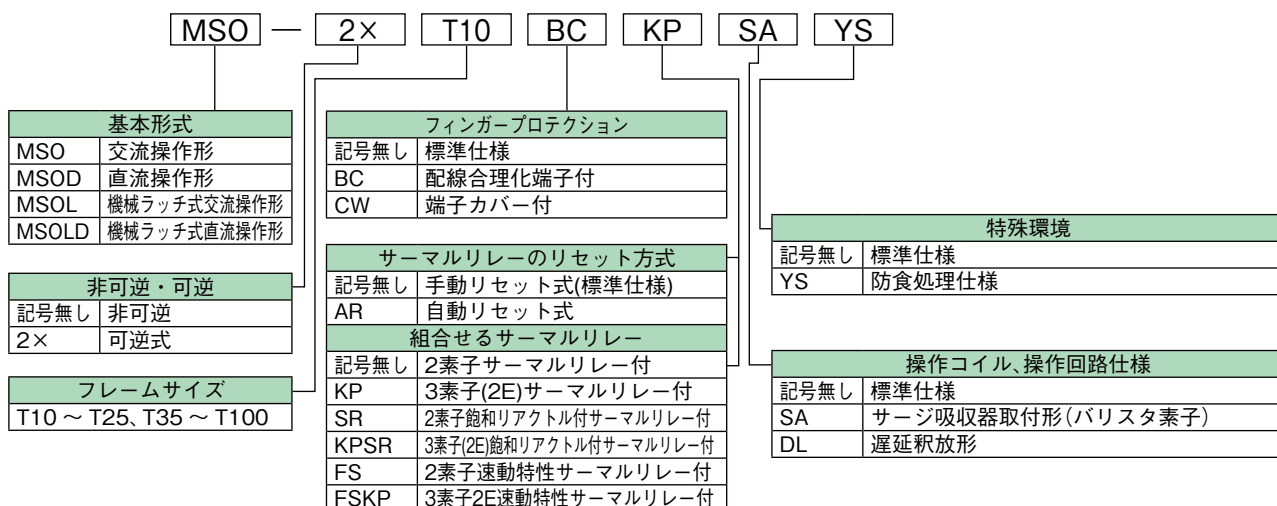 MSO — 2× T10 BC KP SA YS
基本形式
MSO 交流操作形
MSOD 直流操作形
MSOL 機械ラッチ式交流操作形
MSOLD 機械ラッチ式直流操作形
非可逆・可逆
記号無し 非可逆
2× 可逆式
フレームサイズ
T10 ~ T25、T35 ~ T100
フィンガープロテクション
記号無し 標準仕様
BC 配線合理化端子付
CW 端子カバー付
サーマルリレーのリセット方式
記号無し 手動リセット式(標準仕様)
AR 自動リセット式
組合せるサーマルリレー
記号無し 2素子サーマルリレー付
KP 3素子(2E)サーマルリレー付
SR 2素子飽和リアクトル付サーマルリレー付
KPSR 3素子(2E)飽和リアクトル付サーマルリレー付
FS 2素子速動特性サーマルリレー付
FSKP 3素子2E速動特性サーマルリレー付
特殊環境
記号無し 標準仕様
YS 防食処理仕様
操作コイル、操作回路仕様
記号無し 標準仕様
SA サージ吸収器取付形(バリスタ素子)
DL 遅延釈放形